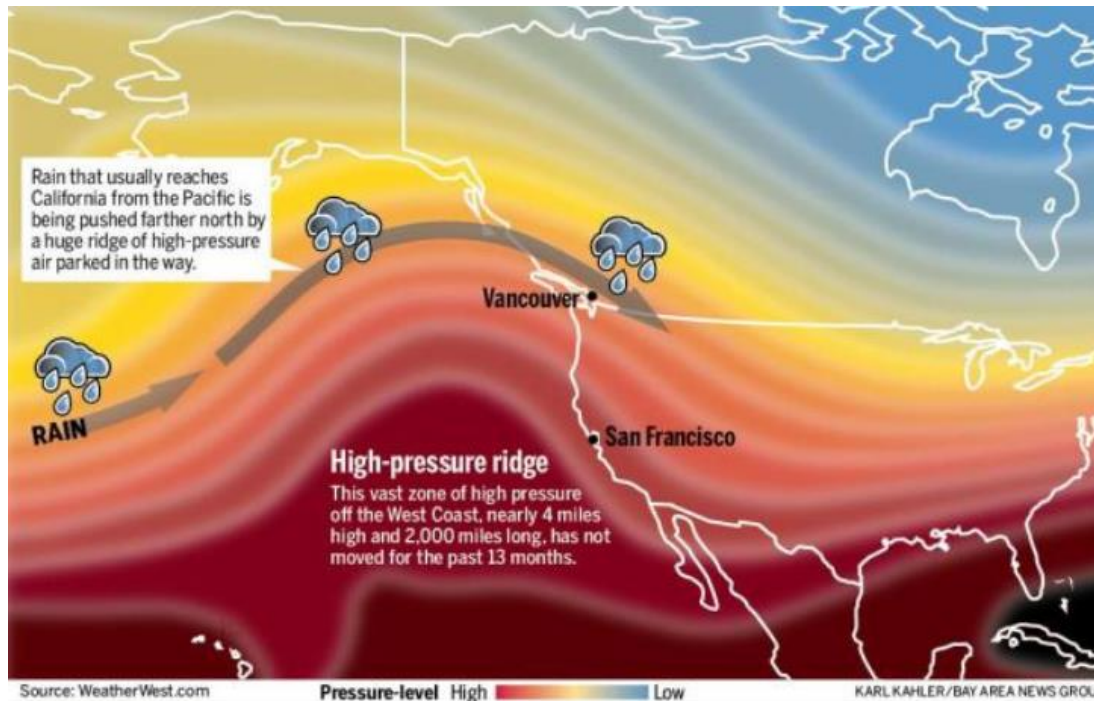 Rain that usually reaches
California from the Pacific is
being pushed farther north by
a huge ridge of high-pressure
air parked in the way.
Vancouver
RAIN
San Francisco
High-pressure ridge
This vast zone of high pressure
off the West Coast, nearly 4 miles
high and 2,000 miles long, has not
moved for the past 13 months.
Source: WeatherWest.com
Pressure-level High Low
KARL KAHLER/BAY AREA NEWS GROU